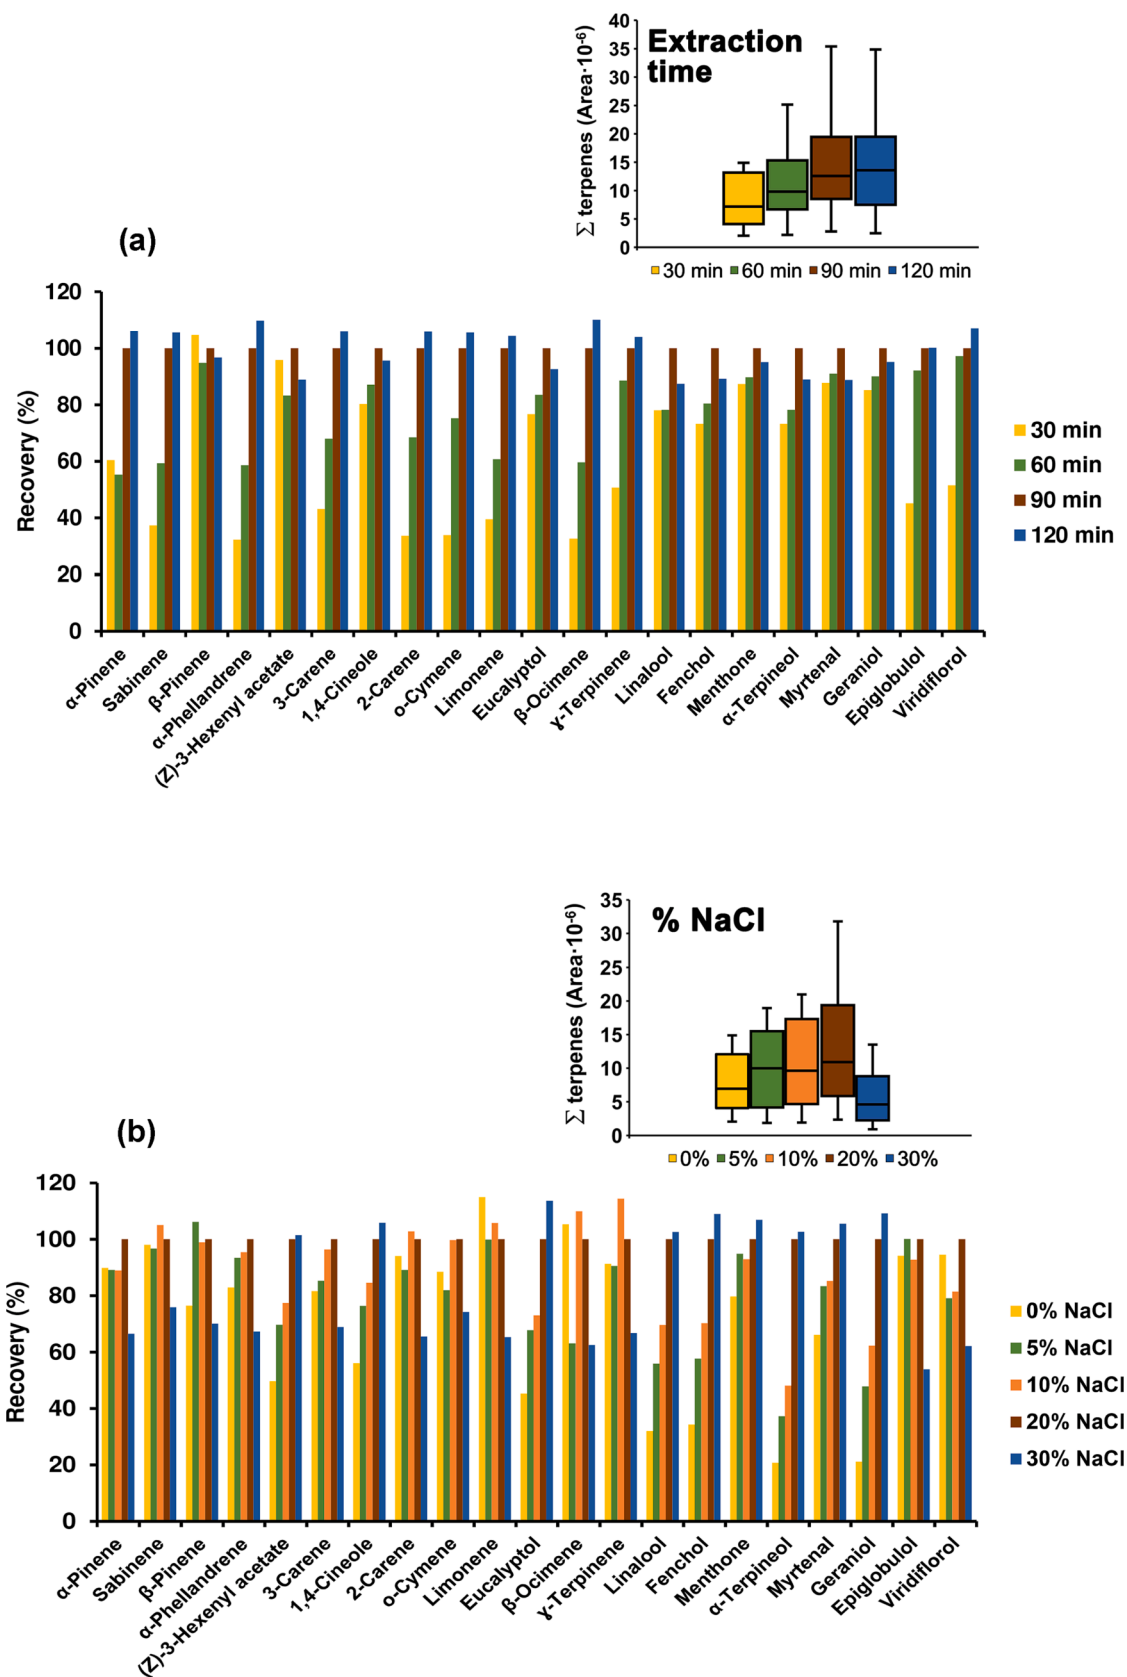 Extraction
time
Σ terpenes (Area·10⁻⁶)
40
35
30
25
20
15
10
5
0
30 min 60 min 90 min 120 min
(a)
Recovery (%)
120
100
80
60
40
20
0
30 min
60 min
90 min
120 min
α-Pinene
Sabinene
β-Pinene
α-Phellandrene
(Z)-3-Hexenyl acetate
3-Carene
1,4-Cineole
2-Carene
o-Cymene
Limonene
Eucalyptol
β-Ocimene
γ-Terpinene
Linalool
Fenchol
Menthone
α-Terpineol
Myrtenal
Geraniol
Epiglobulol
Viridiflorol
% NaCl
Σ terpenes (Area·10⁻⁶)
35
30
25
20
15
10
5
0
0% 5% 10% 20% 30%
(b)
Recovery (%)
120
100
80
60
40
20
0
0% NaCl
5% NaCl
10% NaCl
20% NaCl
30% NaCl
α-Pinene
Sabinene
β-Pinene
α-Phellandrene
(Z)-3-Hexenyl acetate
3-Carene
1,4-Cineole
2-Carene
o-Cymene
Limonene
Eucalyptol
β-Ocimene
γ-Terpinene
Linalool
Fenchol
Menthone
α-Terpineol
Myrtenal
Geraniol
Epiglobulol
Viridiflorol